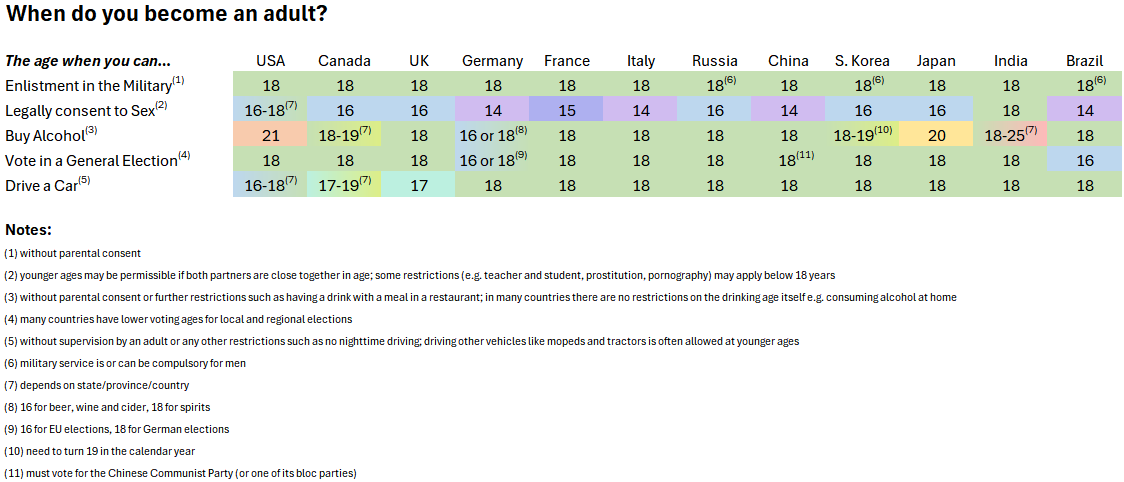 When do you become an adult?
The age when you can... USA Canada UK Germany France Italy Russia China S. Korea Japan India Brazil
Enlistment in the Military(1) 18 18 18 18 18 18 18(6) 18 18(6) 18 18 18(6)
Legally consent to Sex(2) 16-18(7) 16 16 14 15 14 16 14 16 16 18 14
Buy Alcohol(3) 21 18-19(7) 18 16 or 18(8) 18 18 18 18 18-19(10) 20 18-25(7) 18
Vote in a General Election(4) 18 18 18 16 or 18(9) 18 18 18 18(11) 18 18 18 16
Drive a Car(5) 16-18(7) 17-19(7) 17 18 18 18 18 18 18 18 18 18
Notes:
(1) without parental consent
(2) younger ages may be permissible if both partners are close together in age; some restrictions (e.g. teacher and student, prostitution, pornography) may apply below 18 years
(3) without parental consent or further restrictions such as having a drink with a meal in a restaurant; in many countries there are no restrictions on the drinking age itself e.g. consuming alcohol at home
(4) many countries have lower voting ages for local and regional elections
(5) without supervision by an adult or any other restrictions such as no nighttime driving; driving other vehicles like mopeds and tractors is often allowed at younger ages
(6) military service is or can be compulsory for men
(7) depends on state/province/country
(8) 16 for beer, wine and cider, 18 for spirits
(9) 16 for EU elections, 18 for German elections
(10) need to turn 19 in the calendar year
(11) must vote for the Chinese Communist Party (or one of its bloc parties)